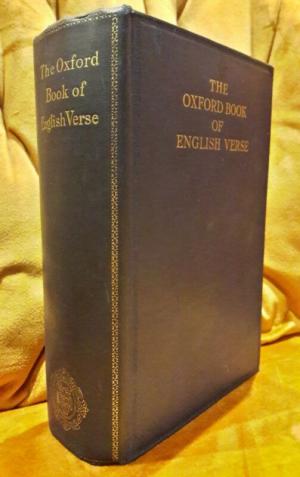 The Oxford
Book of
English Verse
THE
OXFORD BOOK
OF
ENGLISH VERSE